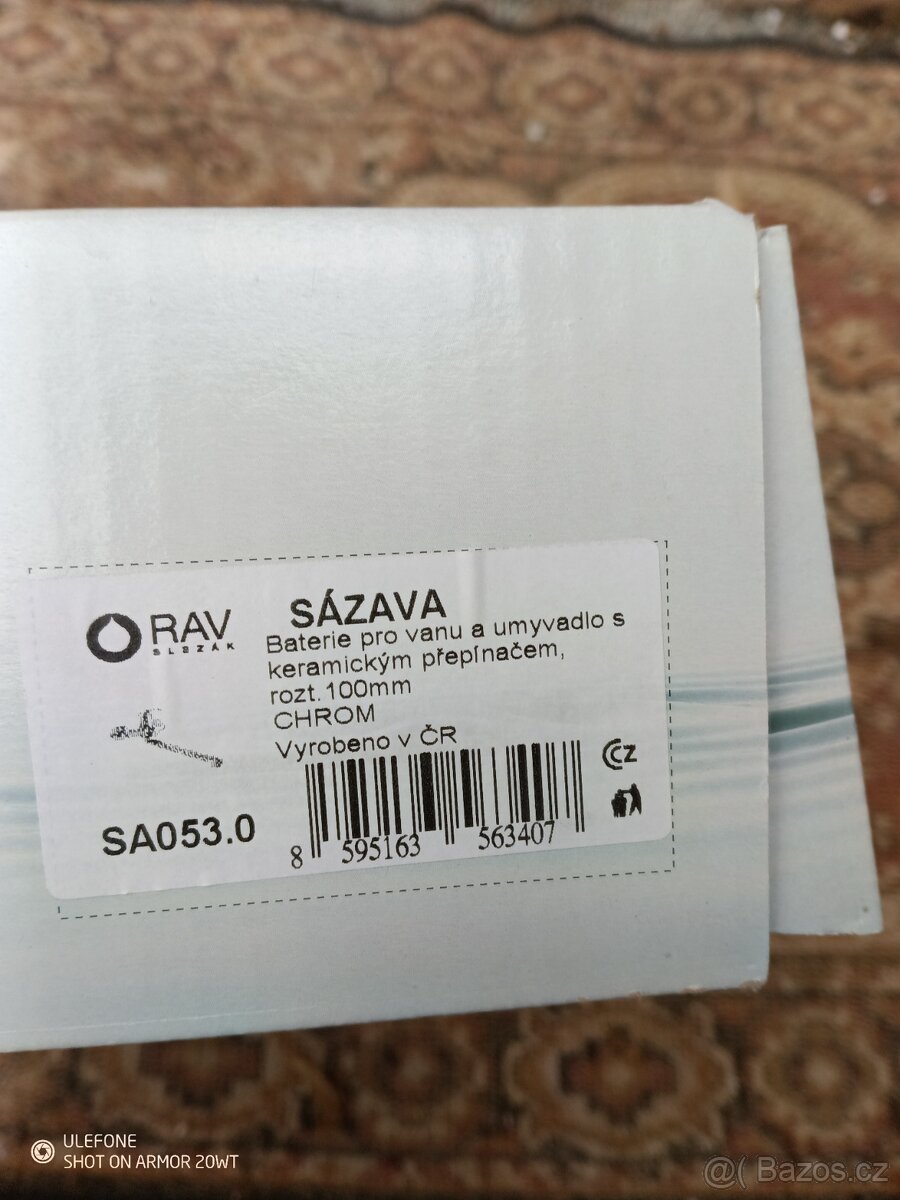 RAV
SLEZÁK
SÁZAVA
Baterie pro vanu a umyvadlo s
keramickým přepínačem,
rozt.100mm
CHROM
Vyrobeno v ČR
SA053.0
8 595163 563407
CZ
ULEFONE
SHOT ON ARMOR 20WT
@( Bazos.cz